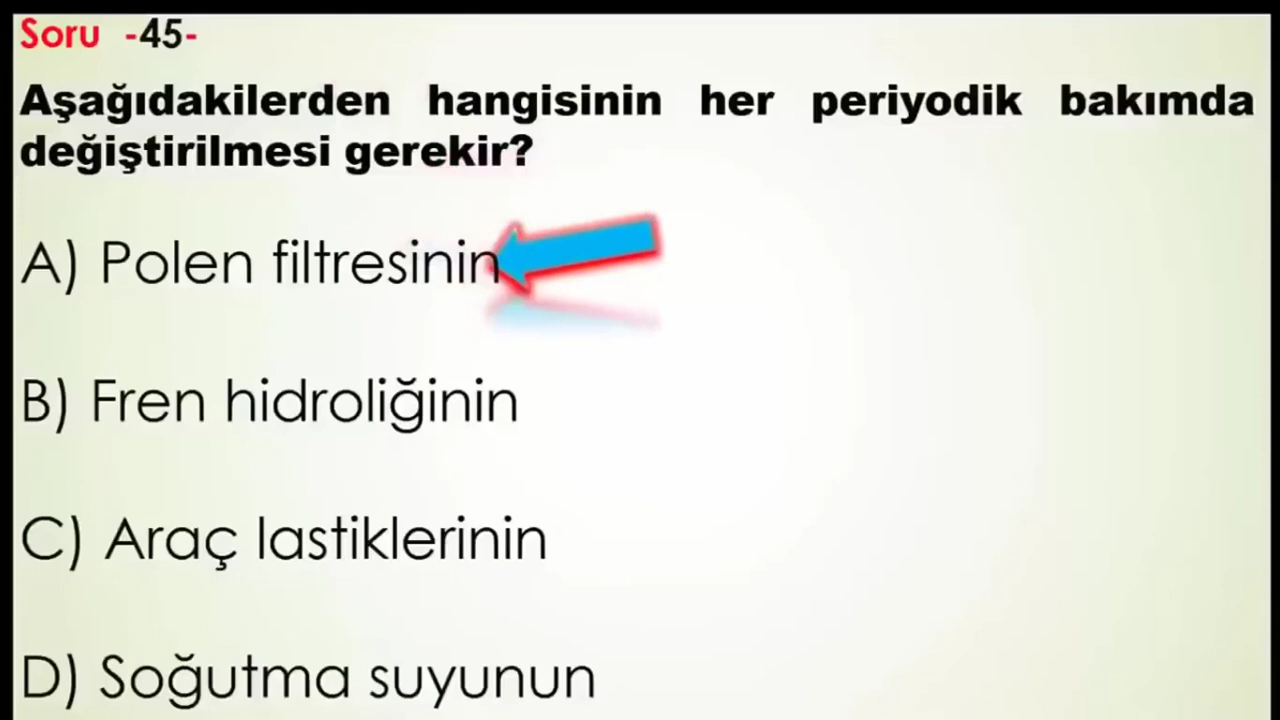 Soru -45-
Aşağıdakilerden hangisinin her periyodik bakımda
değiştirilmesi gerekir?
A) Polen filtresinin
B) Fren hidroliğinin
C) Araç lastiklerinin
D) Soğutma suyunun